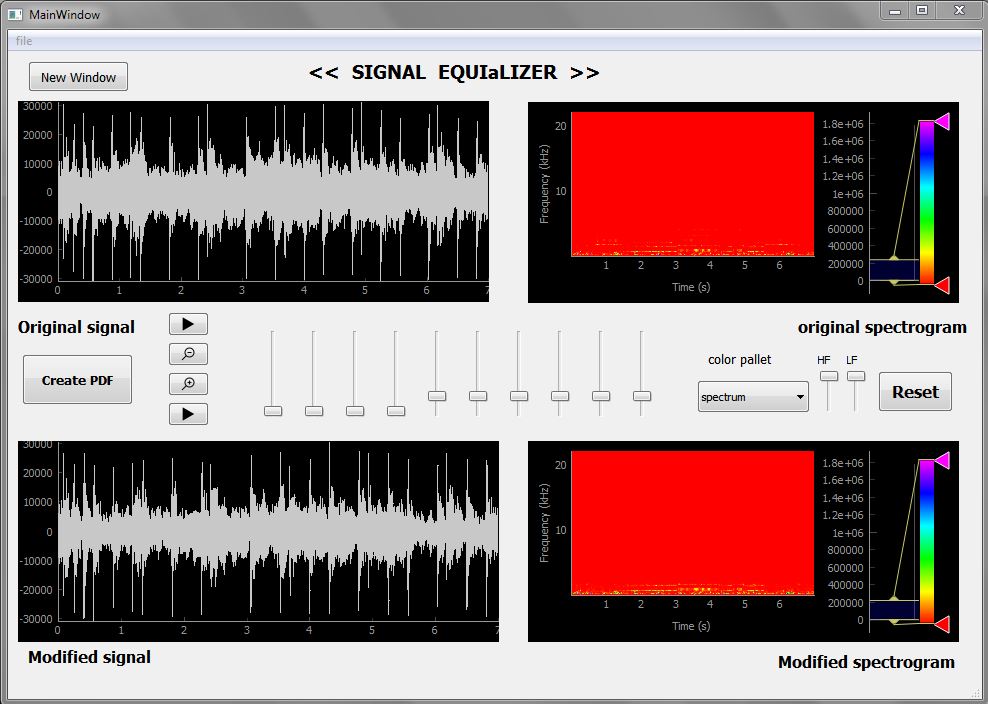 MainWindow
file
New Window
<< SIGNAL EQUIaLIZER >>
30000
20000
10000
0
-10000
-20000
-30000
0 1 2 3 4 5 6 7
Frequency (kHz)
20
10
1 2 3 4 5 6
Time (s)
1.8e+06
1.6e+06
1.4e+06
1.2e+06
1e+06
800000
600000
400000
200000
0
Original signal
original spectrogram
Create PDF
color pallet
HF LF
spectrum
Reset
30000
20000
10000
0
-10000
-20000
-30000
0 1 2 3 4 5 6 7
Frequency (kHz)
20
10
1 2 3 4 5 6
Time (s)
1.8e+06
1.6e+06
1.4e+06
1.2e+06
1e+06
800000
600000
400000
200000
0
Modified signal
Modified spectrogram